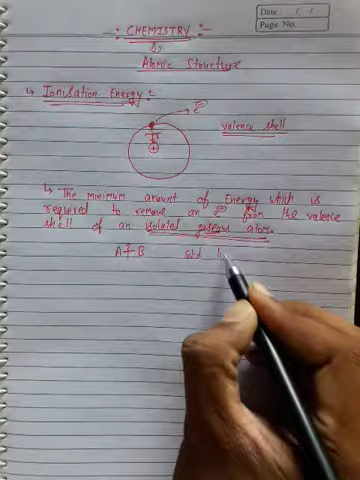 Date : / /
Page No.
: CHEMISTRY :
Atomic Structure
↳ Ionisation Energy :-
e⁻
valence shell
+
↳ The minimum amount of Energy which is
required to remove an e⁻ from the valence
shell of an isolated gaseous atom.
A B